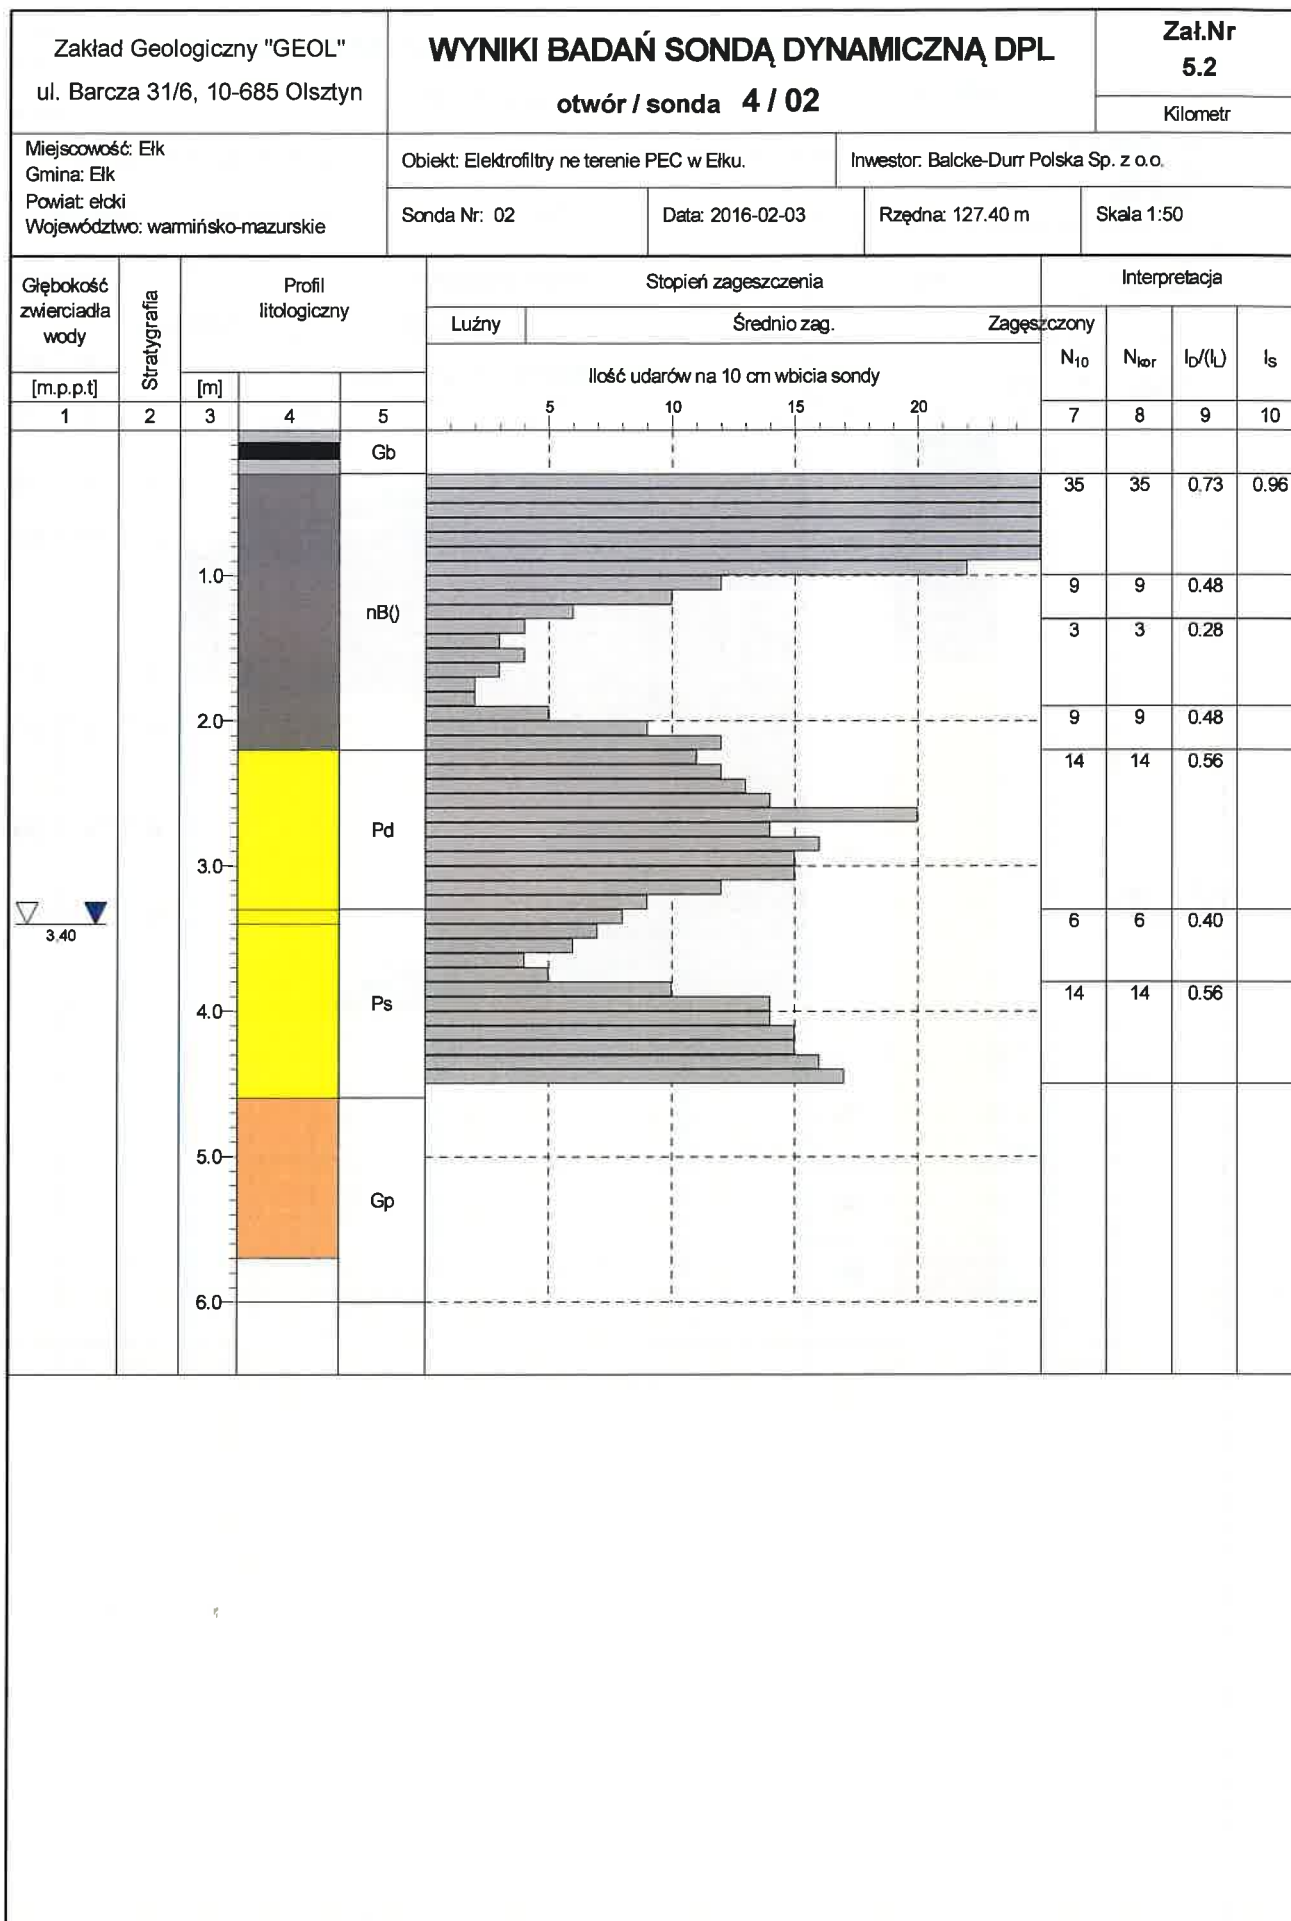 Zakład Geologiczny "GEOL"
ul. Barcza 31/6, 10-685 Olsztyn
WYNIKI BADAŃ SONDĄ DYNAMICZNĄ DPL
otwór / sonda 4 / 02
Zał.Nr
5.2
Kilometr
Miejscowość: Ełk
Gmina: Ełk
Powiat: ełcki
Województwo: warmińsko-mazurskie
Obiekt: Elektrofiltry ne terenie PEC w Ełku.
Inwestor: Balcke-Durr Polska Sp. z o.o.
Sonda Nr: 02
Data: 2016-02-03
Rzędna: 127.40 m
Skala 1:50
Głębokość
zwierciadła
wody
[m.p.p.t]
Stratygrafia
Profil
litologiczny
[m]
Stopień zageszczenia
Luźny
Średnio zag.
Zagęszczony
Ilość udarów na 10 cm wbicia sondy
5 10 15 20
Interpretacja
N10 Nkor ID/(IL) IS
1 2 3 4 5 7 8 9 10
Gb
35 35 0.73 0.96
1.0
9 9 0.48
nB()
3 3 0.28
2.0
9 9 0.48
14 14 0.56
Pd
3.0
3.40
6 6 0.40
Ps
14 14 0.56
4.0
5.0
Gp
6.0